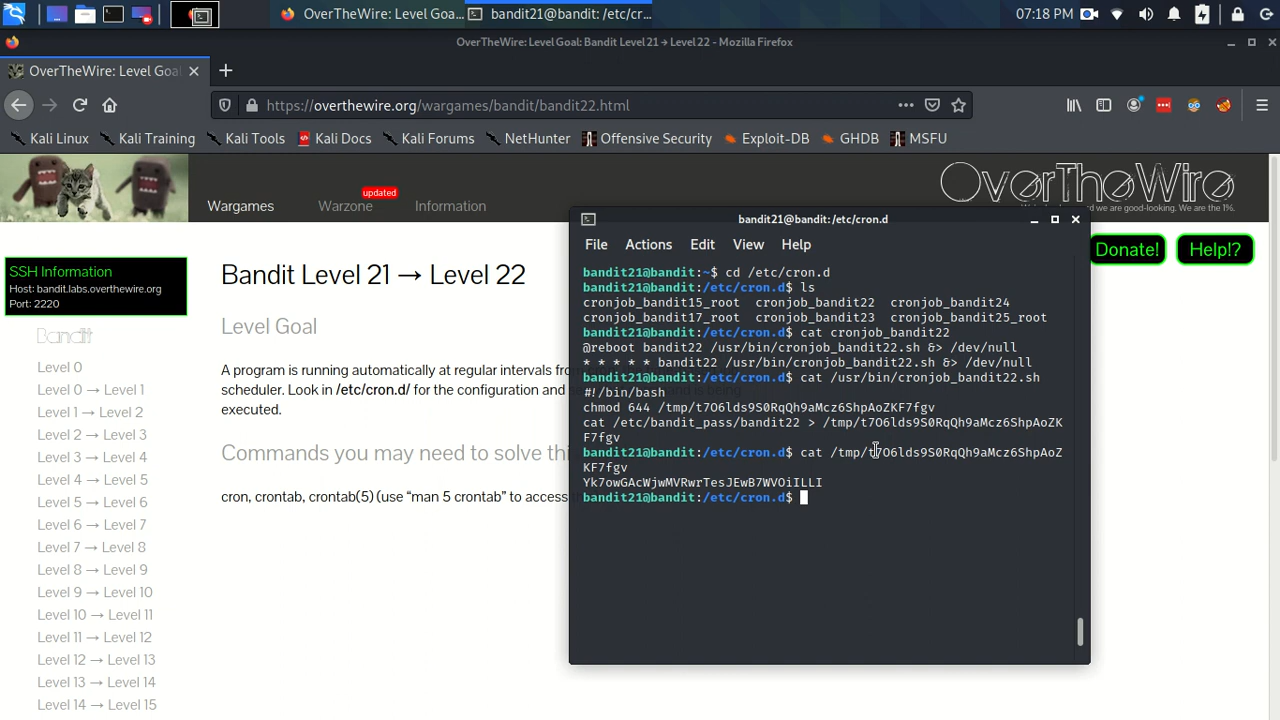 OverTheWire: Level Goa...
bandit21@bandit: /etc/cr...
07:18 PM
OverTheWire: Level Goal: Bandit Level 21 → Level 22 - Mozilla Firefox
OverTheWire: Level Goal
https://overthewire.org/wargames/bandit/bandit22.html
Kali Linux
Kali Training
Kali Tools
Kali Docs
Kali Forums
NetHunter
Offensive Security
Exploit-DB
GHDB
MSFU
Wargames
Warzone
updated
Information
OverTheWire
d we are good-looking. We are the 1%.
Donate!
Help!?
SSH Information
Host: bandit.labs.overthewire.org
Port: 2220
Bandit
Level 0
Level 0 → Level 1
Level 1 → Level 2
Level 2 → Level 3
Level 3 → Level 4
Level 4 → Level 5
Level 5 → Level 6
Level 6 → Level 7
Level 7 → Level 8
Level 8 → Level 9
Level 9 → Level 10
Level 10 → Level 11
Level 11 → Level 12
Level 12 → Level 13
Level 13 → Level 14
Level 14 → Level 15
Bandit Level 21 → Level 22
Level Goal
A program is running automatically at regular intervals from
scheduler. Look in /etc/cron.d/ for the configuration and
executed.
Commands you may need to solve this
cron, crontab, crontab(5) (use “man 5 crontab” to access
bandit21@bandit:/etc/cron.d
File Actions Edit View Help
bandit21@bandit:~$ cd /etc/cron.d
bandit21@bandit:/etc/cron.d$ ls
cronjob_bandit15_root cronjob_bandit22 cronjob_bandit24
cronjob_bandit17_root cronjob_bandit23 cronjob_bandit25_root
bandit21@bandit:/etc/cron.d$ cat cronjob_bandit22
@reboot bandit22 /usr/bin/cronjob_bandit22.sh &> /dev/null
* * * * * bandit22 /usr/bin/cronjob_bandit22.sh &> /dev/null
bandit21@bandit:/etc/cron.d$ cat /usr/bin/cronjob_bandit22.sh
#!/bin/bash
chmod 644 /tmp/t7O6lds9S0RqQh9aMcz6ShpAoZKF7fgv
cat /etc/bandit_pass/bandit22 > /tmp/t7O6lds9S0RqQh9aMcz6ShpAoZK
F7fgv
bandit21@bandit:/etc/cron.d$ cat /tmp/t7O6lds9S0RqQh9aMcz6ShpAoZ
KF7fgv
Yk7owGAcWjwMVRwrTesJEwB7WVOiILLI
bandit21@bandit:/etc/cron.d$